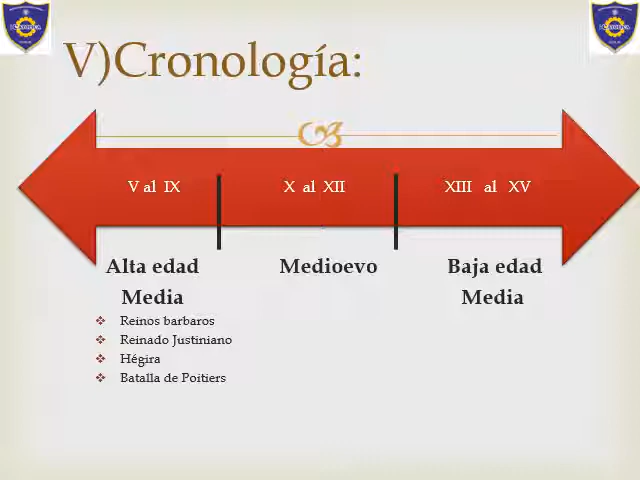 V)Cronología:
V al IX
X al XII
XIII al XV
Alta edad
Media
Medioevo
Baja edad
Media
Reinos barbaros
Reinado Justiniano
Hégira
Batalla de Poitiers